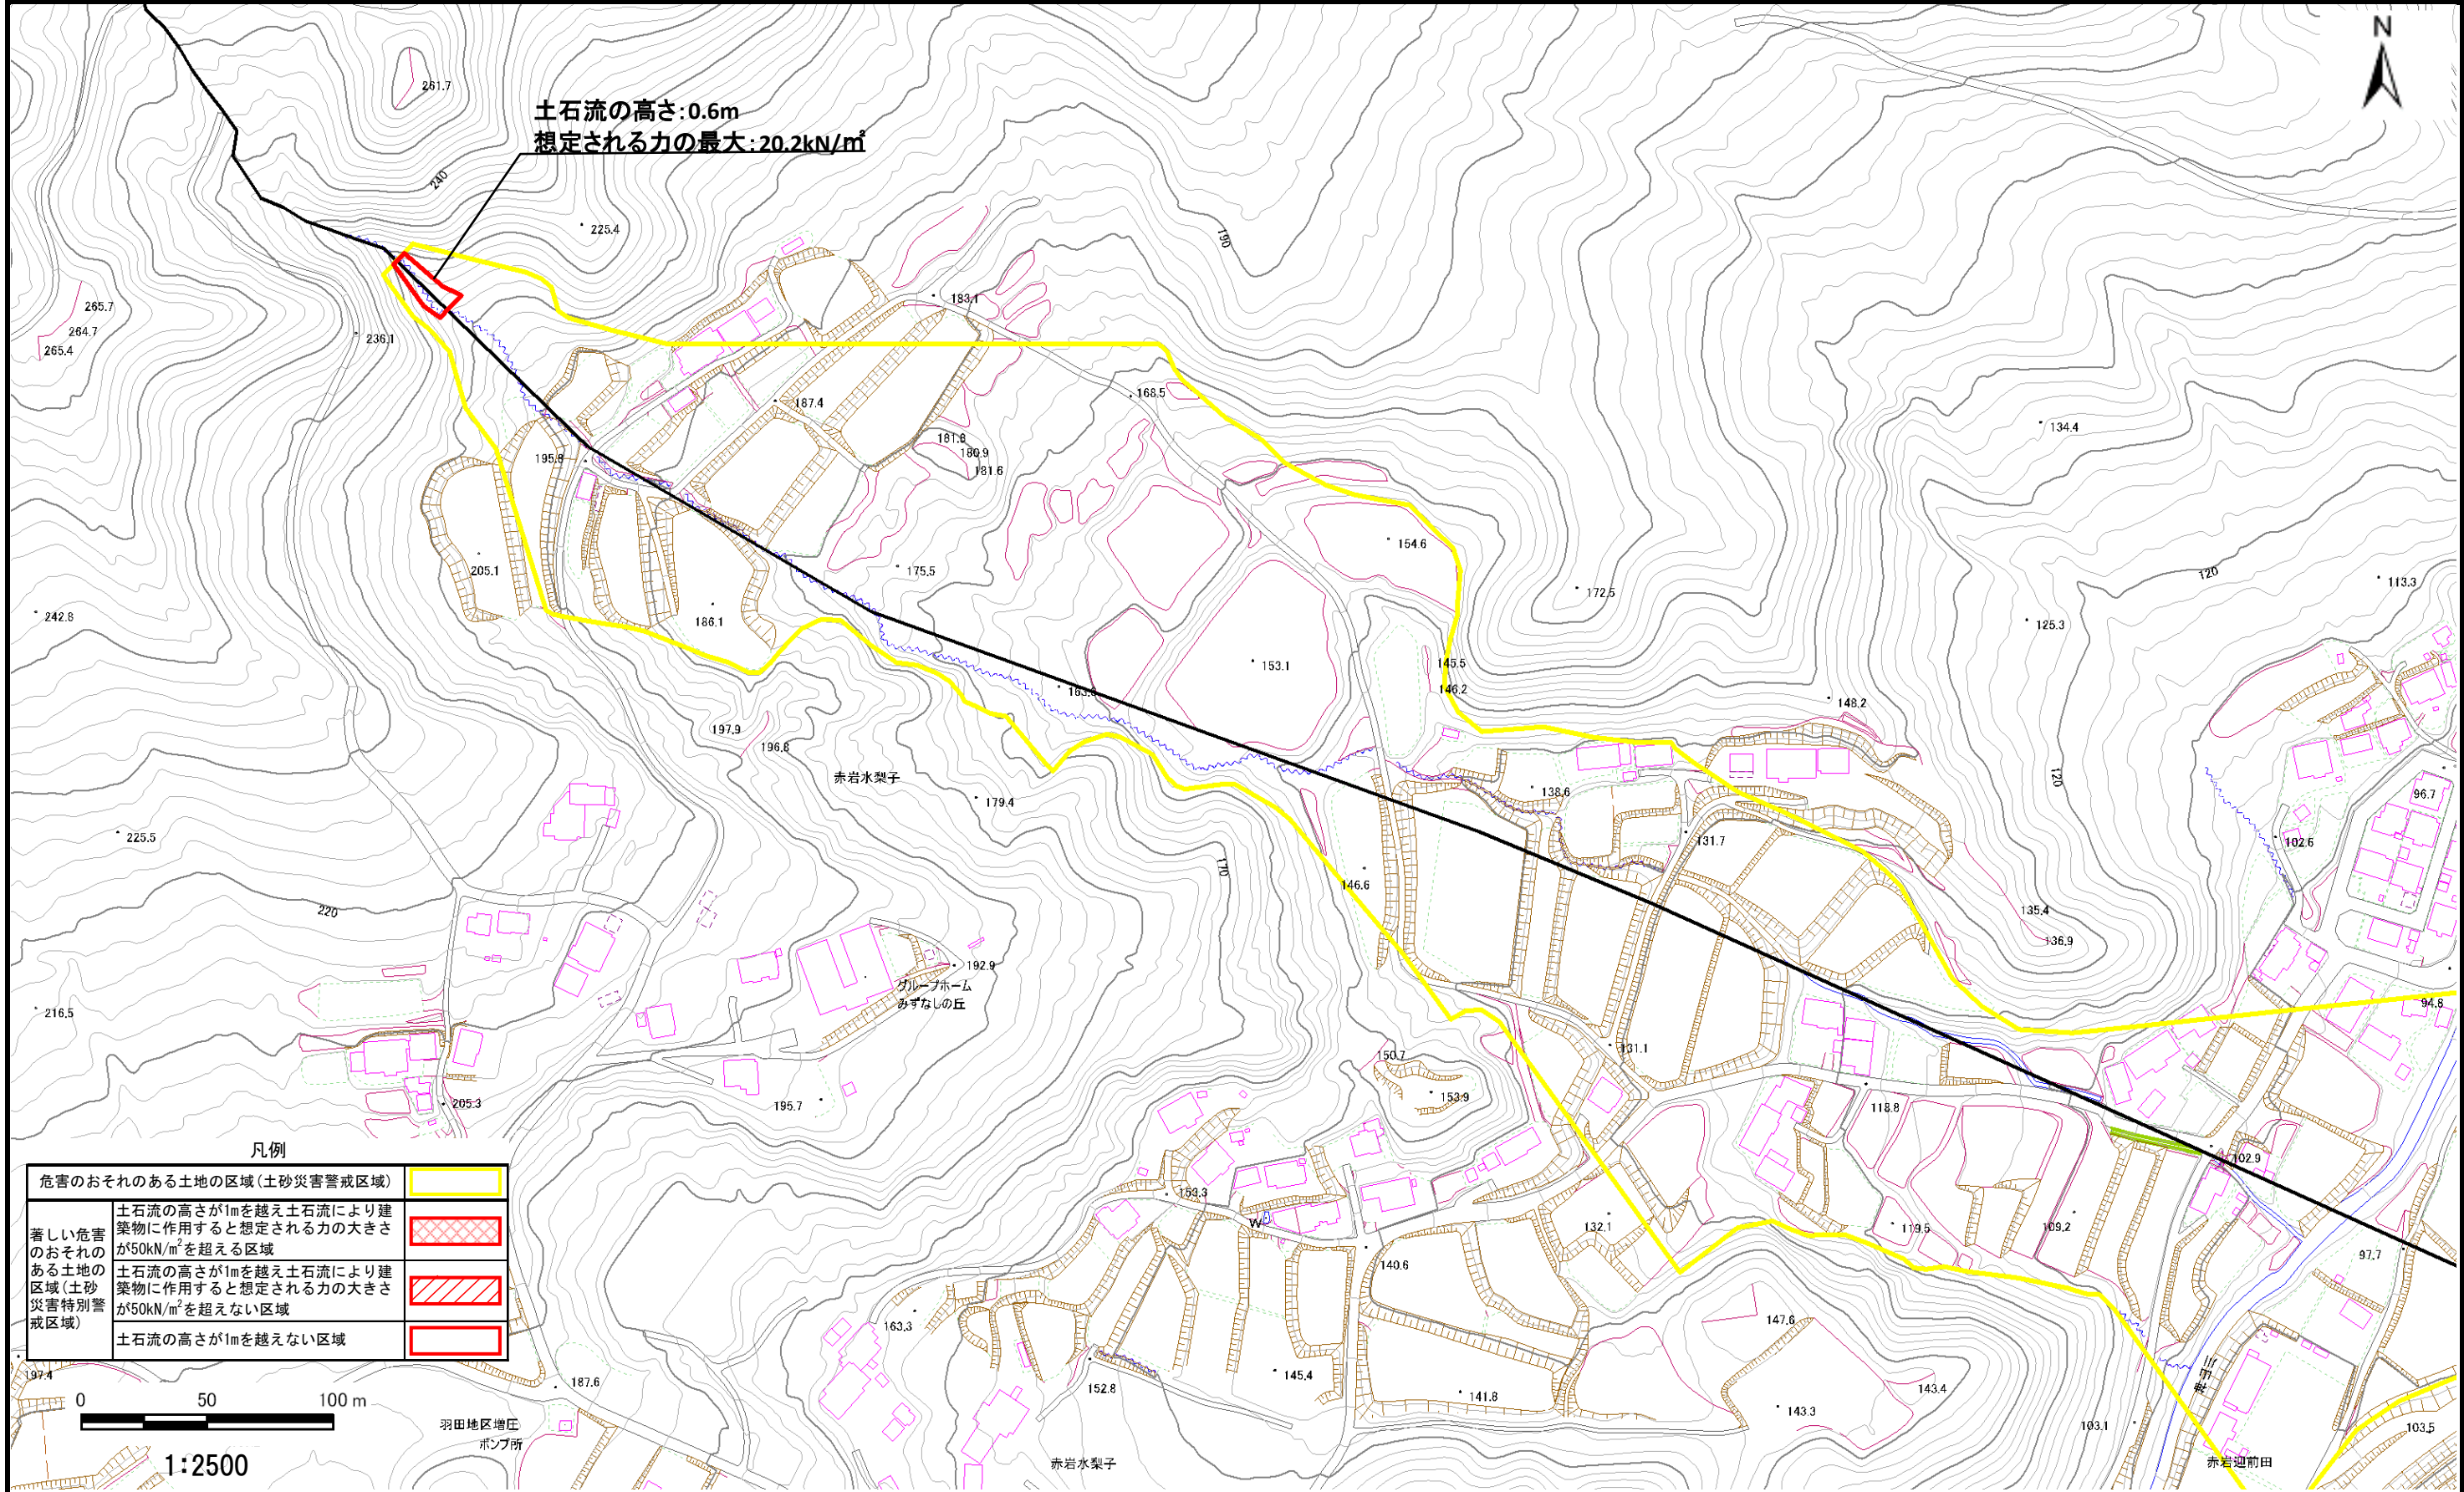 N
261.7
土石流の高さ:0.6m
想定される力の最大:20.2kN/㎡
240
225.4
190
265.7
264.7
265.4
236.1
183.1
168.5
187.4
134.4
195.8
181.8
180.9
181.6
154.6
205.1
175.5
172.5
120
113.3
242.8
186.1
125.3
153.1
145.5
146.2
163.8
148.2
197.9
196.8
赤岩水梨子
179.4
138.6
120
96.7
225.5
131.7
102.6
170
146.6
220
135.4
136.9
192.9
グループホーム
みずなしの丘
216.5
94.8
131.1
150.7
153.9
118.8
205.3
195.7
102.9
凡例
危害のおそれのある土地の区域(土砂災害警戒区域)
著しい危害
のおそれの
ある土地の
区域(土砂
災害特別警
戒区域)
土石流の高さが1mを越え土石流により建
築物に作用すると想定される力の大きさ
が50kN/m²を超える区域
土石流の高さが1mを越え土石流により建
築物に作用すると想定される力の大きさ
が50kN/m²を超えない区域
土石流の高さが1mを越えない区域
153.3
W
132.1
119.5
109.2
140.6
97.7
163.3
147.6
197.4
187.6
152.8
145.4
141.8
143.4
143.3
103.1
103.5
0 50 100 m
1:2500
羽田地区増圧
ポンプ所
赤岩水梨子
赤岩迎前田